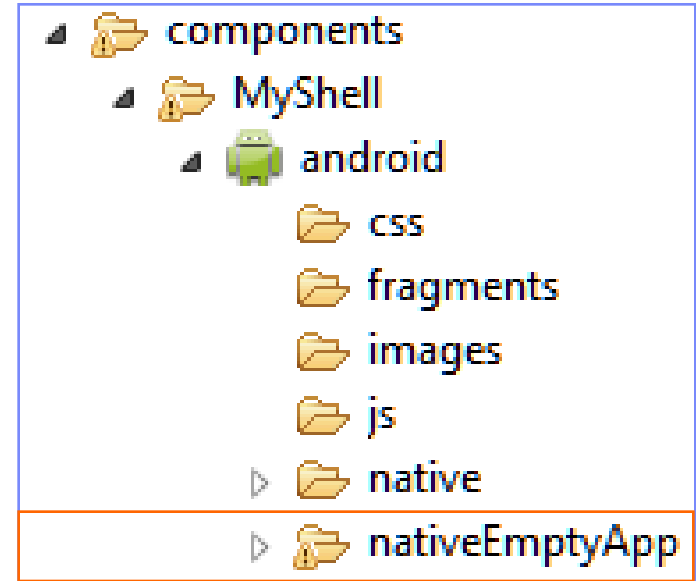 components
MyShell
android
css
fragments
images
js
native
nativeEmptyApp